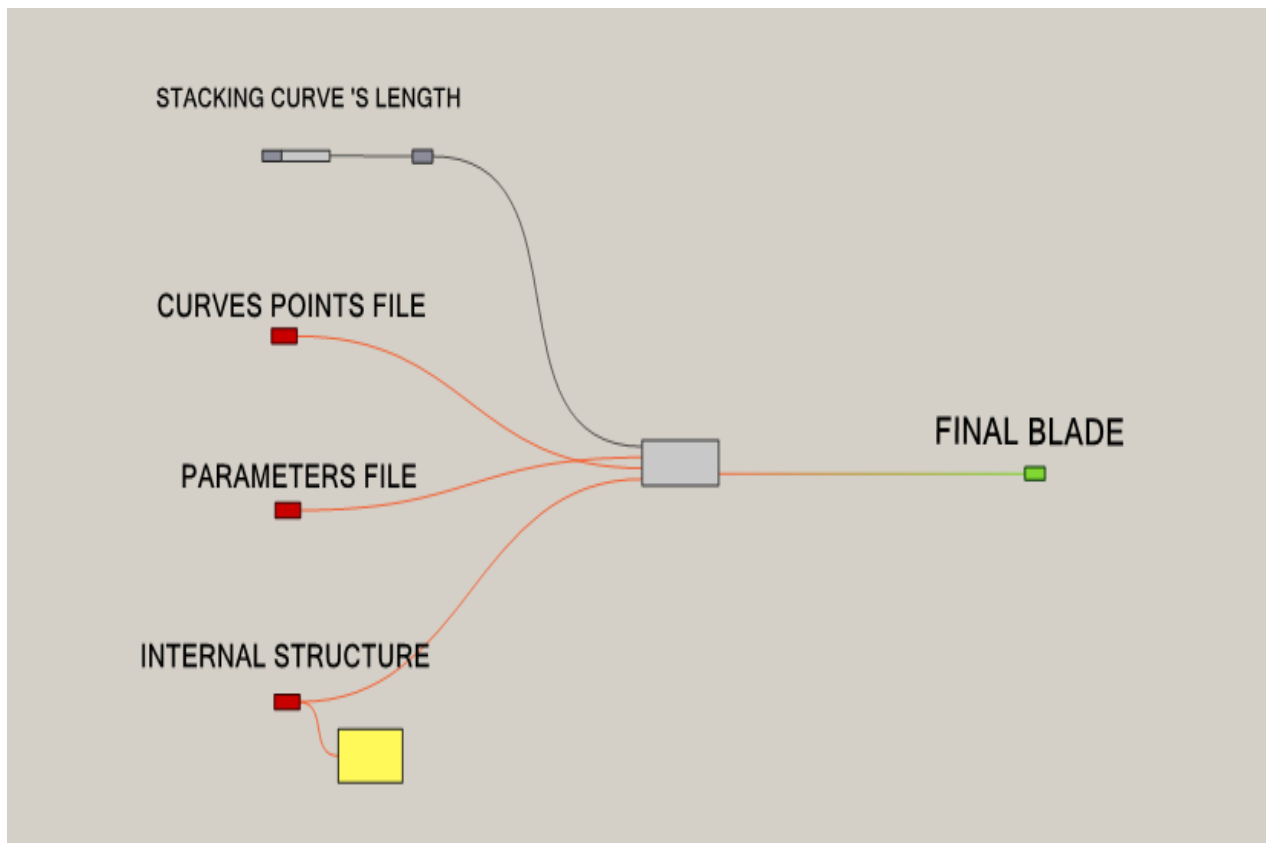 STACKING CURVE 'S LENGTH
CURVES POINTS FILE
FINAL BLADE
PARAMETERS FILE
INTERNAL STRUCTURE